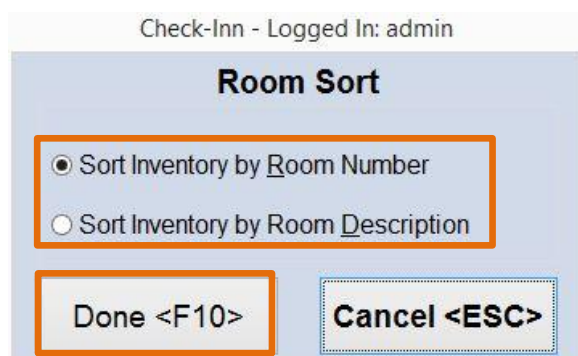 Check-Inn - Logged In: admin
Room Sort
Sort Inventory by Room Number
Sort Inventory by Room Description
Done <F10>
Cancel <ESC>